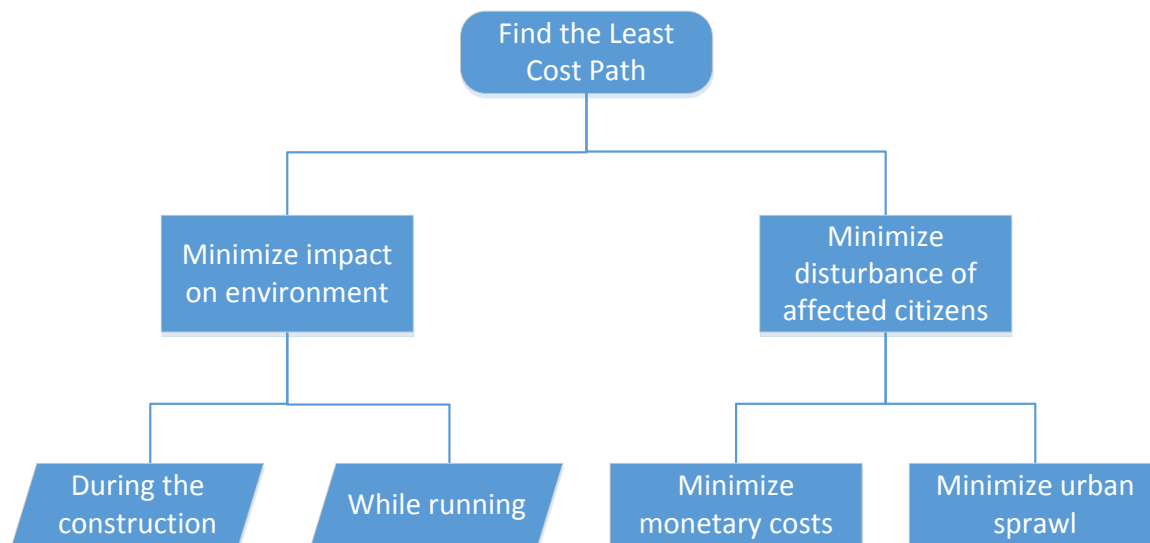 Find the Least
Cost Path
Minimize impact
on environment
Minimize
disturbance of
affected citizens
During the
construction
While running
Minimize
monetary costs
Minimize urban
sprawl